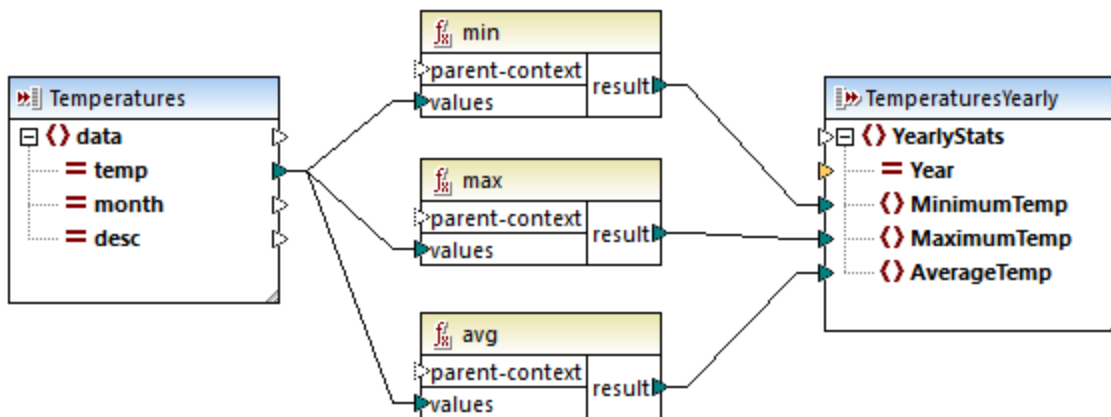 Temperatures
data
temp
month
desc
min
parent-context
values
result
max
parent-context
values
result
avg
parent-context
values
result
TemperaturesYearly
YearlyStats
Year
MinimumTemp
MaximumTemp
AverageTemp